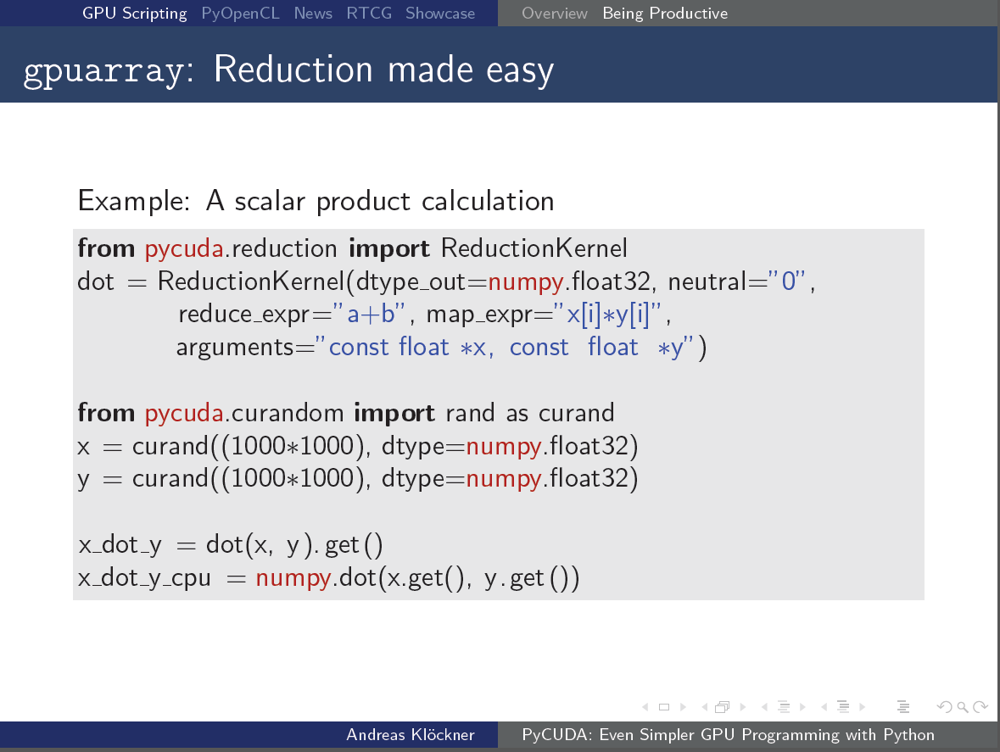 GPU Scripting PyOpenCL News RTCG Showcase Overview Being Productive
gpuarray: Reduction made easy
Example: A scalar product calculation
from pycuda.reduction import ReductionKernel
dot = ReductionKernel(dtype_out=numpy.float32, neutral="0",
reduce_expr="a+b", map_expr="x[i]*y[i]",
arguments="const float *x, const float *y")
from pycuda.curandom import rand as curand
x = curand((1000*1000), dtype=numpy.float32)
y = curand((1000*1000), dtype=numpy.float32)
x_dot_y = dot(x, y).get()
x_dot_y_cpu = numpy.dot(x.get(), y.get())
Andreas Klöckner PyCUDA: Even Simpler GPU Programming with Python